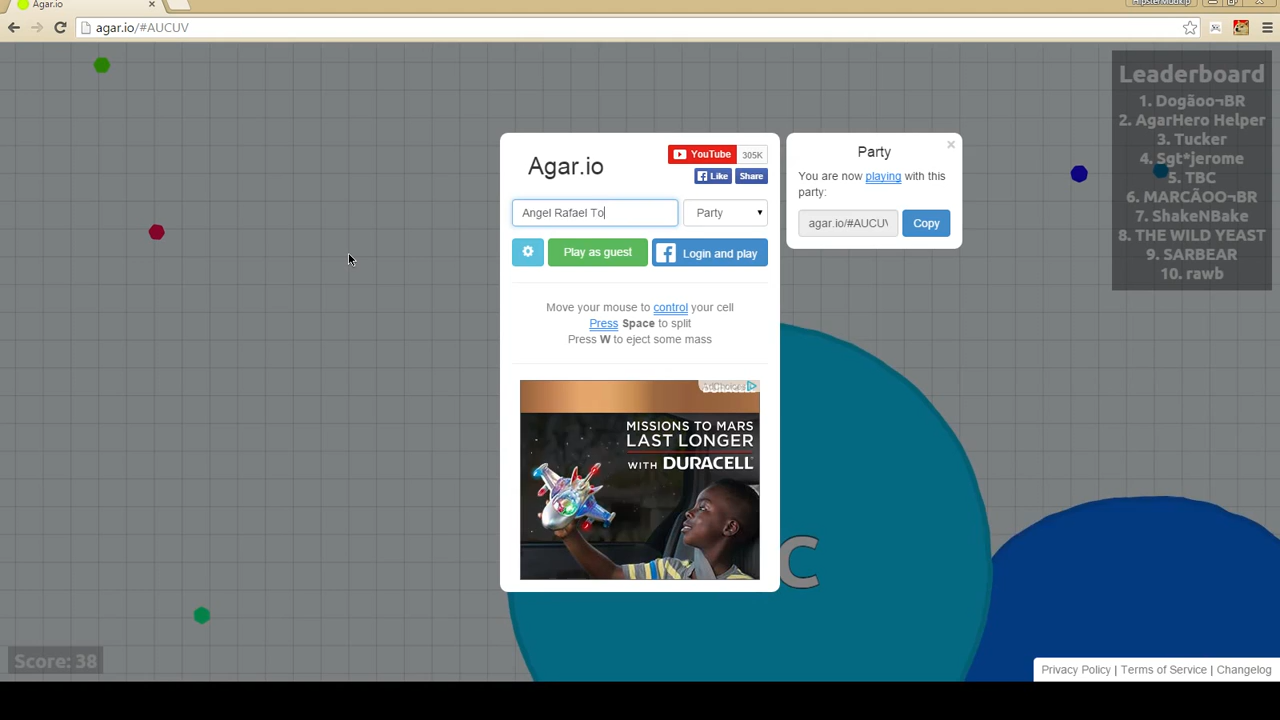 Agar.io
HipsterMudkip
agar.io/#AUCUV
Leaderboard
1. Dogãoo¬BR
2. AgarHero Helper
3. Tucker
4. Sgt*jerome
5. TBC
6. MARCÃOO¬BR
7. ShakeNBake
8. THE WILD YEAST
9. SARBEAR
10. rawb
Agar.io
YouTube 305K
Like Share
Angel Rafael To
Party
Play as guest
Login and play
Move your mouse to control your cell
Press Space to split
Press W to eject some mass
AdChoices
MISSIONS TO MARS
LAST LONGER
WITH DURACELL
Party
You are now playing with this
party:
agar.io/#AUCUV
Copy
C
Score: 38
Privacy Policy | Terms of Service | Changelog